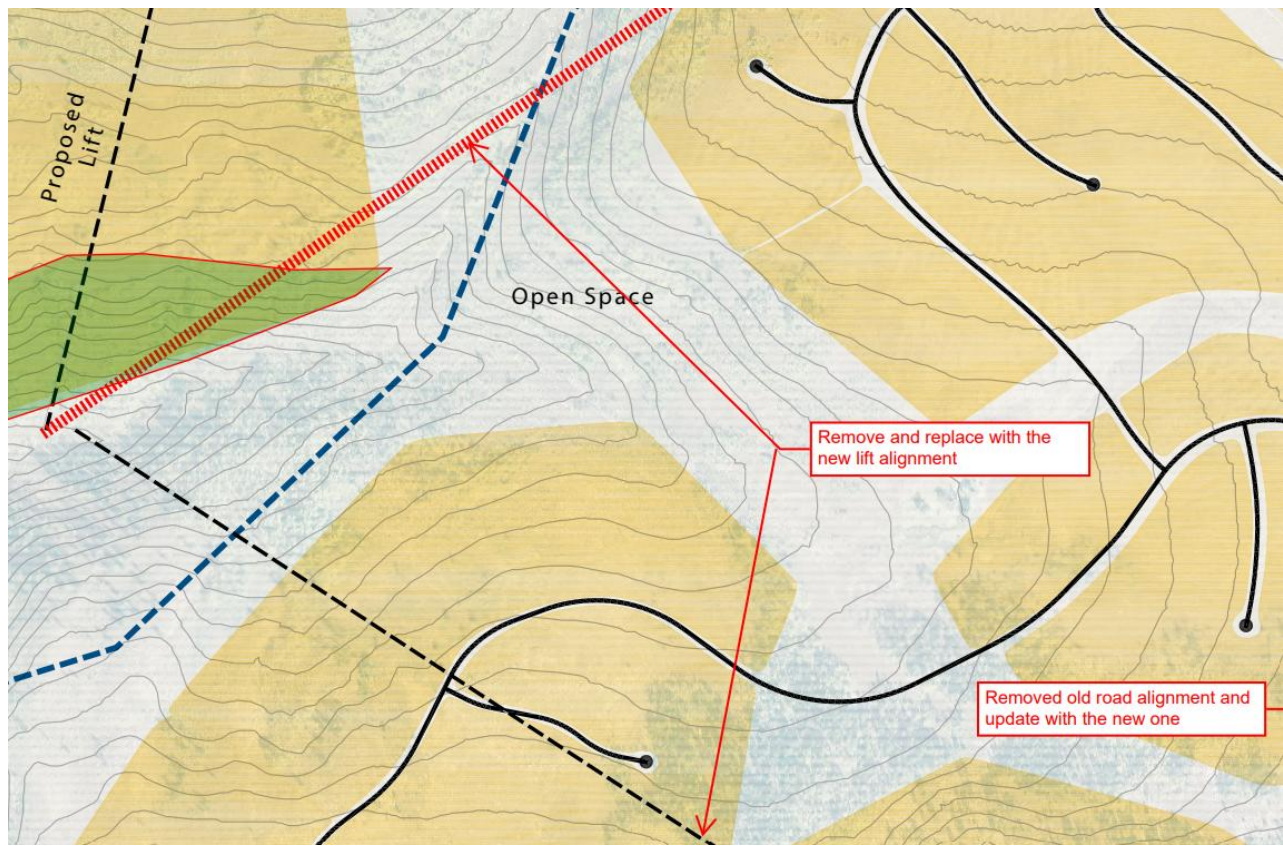 Proposed
Lift
Open Space
Remove and replace with the
new lift alignment
Removed old road alignment and
update with the new one